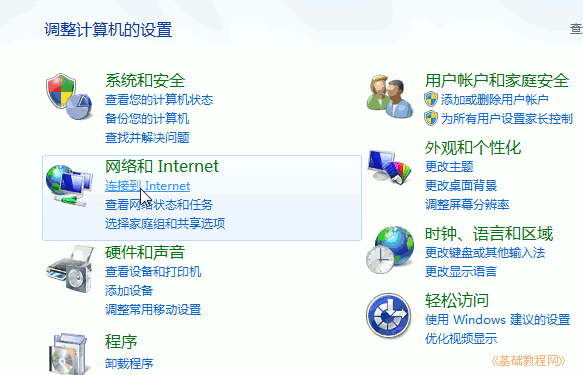 调整计算机的设置
查
系统和安全
查看您的计算机状态
备份您的计算机
查找并解决问题
网络和 Internet
连接到 Internet
查看网络状态和任务
选择家庭组和共享选项
硬件和声音
查看设备和打印机
添加设备
调整常用移动设置
程序
卸载程序
用户帐户和家庭安全
添加或删除用户帐户
为所有用户设置家长控制
外观和个性化
更改主题
更改桌面背景
调整屏幕分辨率
时钟、语言和区域
更改键盘或其他输入法
更改显示语言
轻松访问
使用 Windows 建议的设置
优化视频显示
《基础教程网》